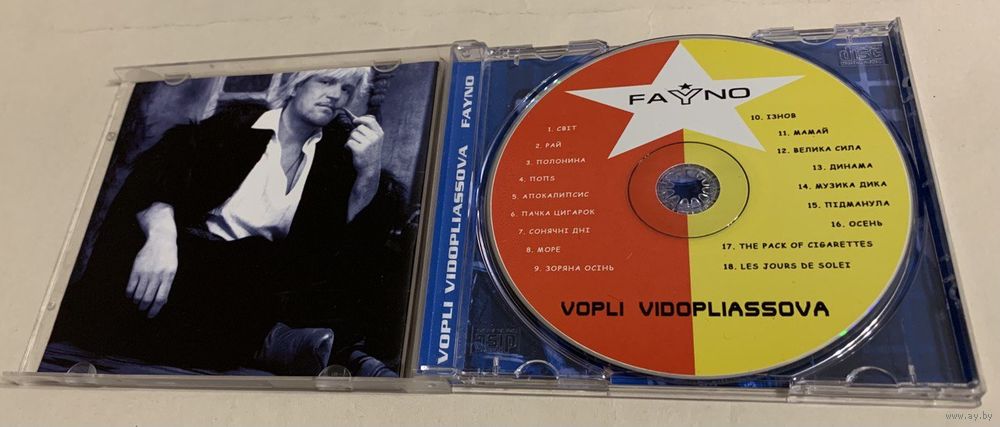 VOPLI VIDOPLIASSOVA FAYNO
FAYNO
1. СВІТ
2. РАЙ
3. ПОЛОНИНА
4. ПОПS
5. АПОКАЛИПСИС
6. ПАЧКА ЦИГАРОК
7. СОНЯЧНІ ДНІ
8. МОРЕ
9. ЗОРЯНА ОСІНЬ
10. ІЗНОВ
11. МАМАЙ
12. ВЕЛИКА СИЛА
13. ДИНАМА
14. МУЗИКА ДИКА
15. ПІДМАНУЛА
16. ОСЕНЬ
17. THE PACK OF CIGARETTES
18. LES JOURS DE SOLEI
VOPLI VIDOPLIASSOVA
disc
www.ay.by